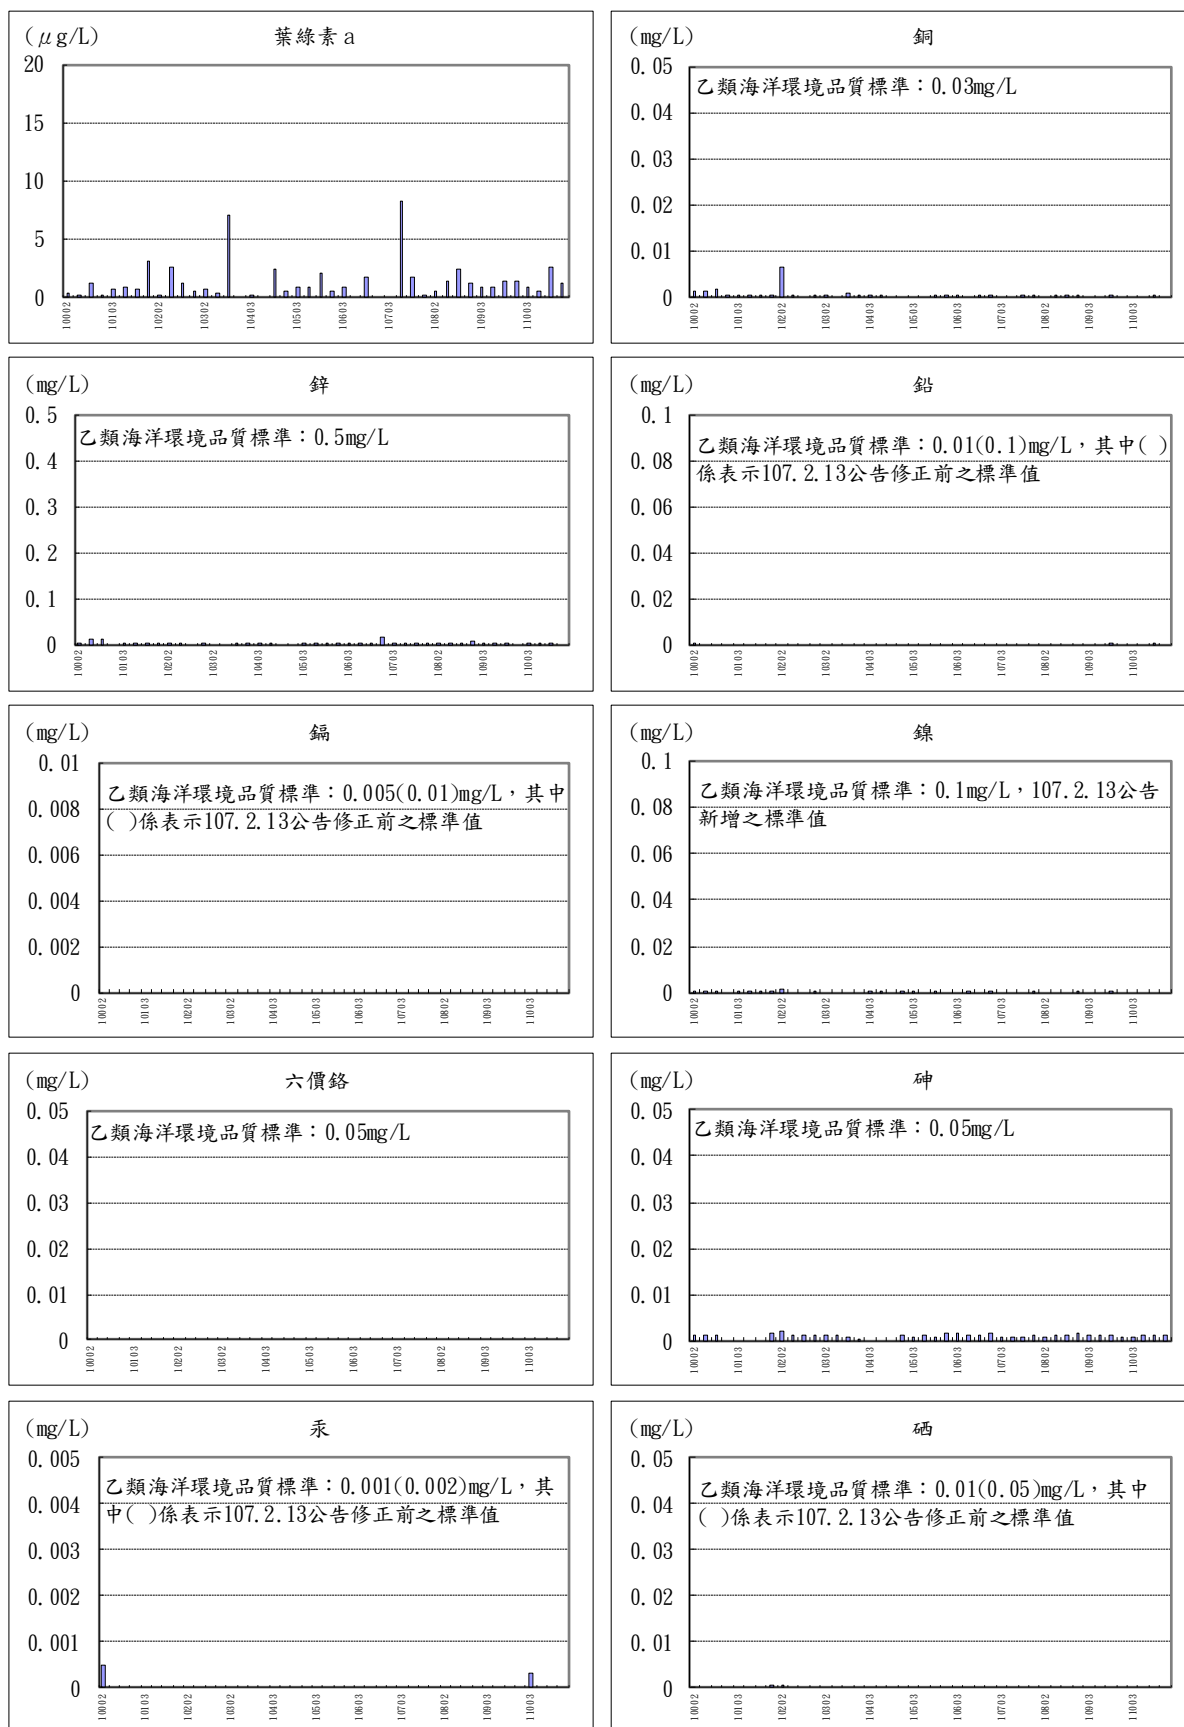 (μg/L) 葉綠素a
20
15
10
5
0
10002 10103 10202 10302 10403 10503 10603 10703 10802 10903 11003
(mg/L) 銅
0.05
乙類海洋環境品質標準：0.03mg/L
0.04
0.03
0.02
0.01
0
10002 10103 10202 10302 10403 10503 10603 10703 10802 10903 11003
(mg/L) 鋅
0.5
乙類海洋環境品質標準：0.5mg/L
0.4
0.3
0.2
0.1
0
10002 10103 10202 10302 10403 10503 10603 10703 10802 10903 11003
(mg/L) 鉛
0.1
乙類海洋環境品質標準：0.01(0.1)mg/L，其中( )
係表示107.2.13公告修正前之標準值
0.08
0.06
0.04
0.02
0
10002 10103 10202 10302 10403 10503 10603 10703 10802 10903 11003
(mg/L) 鎘
0.01
乙類海洋環境品質標準：0.005(0.01)mg/L，其中
( )係表示107.2.13公告修正前之標準值
0.008
0.006
0.004
0.002
0
10002 10103 10202 10302 10403 10503 10603 10703 10802 10903 11003
(mg/L) 鎳
0.1
乙類海洋環境品質標準：0.1mg/L，107.2.13公告
新增之標準值
0.08
0.06
0.04
0.02
0
10002 10103 10202 10302 10403 10503 10603 10703 10802 10903 11003
(mg/L) 六價鉻
0.05
乙類海洋環境品質標準：0.05mg/L
0.04
0.03
0.02
0.01
0
10002 10103 10202 10302 10403 10503 10603 10703 10802 10903 11003
(mg/L) 砷
0.05
乙類海洋環境品質標準：0.05mg/L
0.04
0.03
0.02
0.01
0
10002 10103 10202 10302 10403 10503 10603 10703 10802 10903 11003
(mg/L) 汞
0.005
乙類海洋環境品質標準：0.001(0.002)mg/L，其
中( )係表示107.2.13公告修正前之標準值
0.004
0.003
0.002
0.001
0
10002 10103 10202 10302 10403 10503 10603 10703 10802 10903 11003
(mg/L) 硒
0.05
乙類海洋環境品質標準：0.01(0.05)mg/L，其中
( )係表示107.2.13公告修正前之標準值
0.04
0.03
0.02
0.01
0
10002 10103 10202 10302 10403 10503 10603 10703 10802 10903 11003